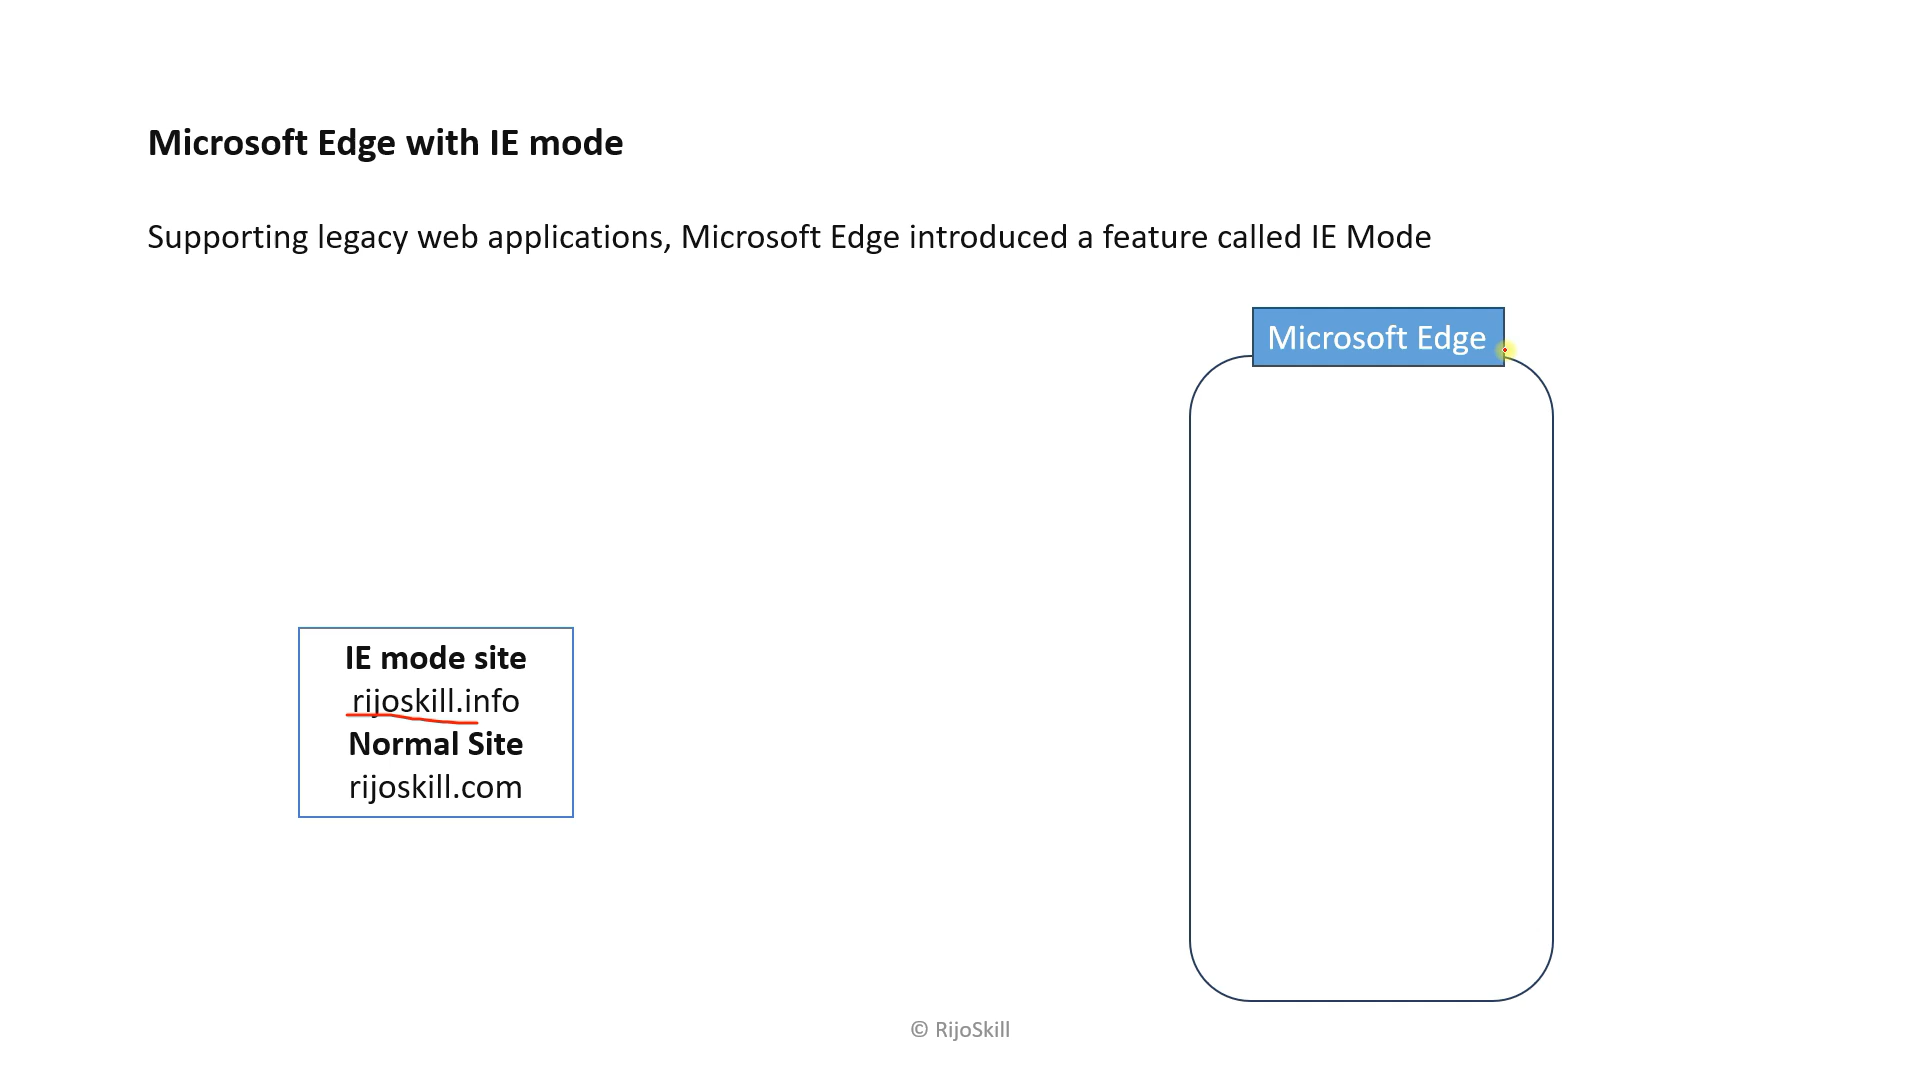 Microsoft Edge with IE mode
Supporting legacy web applications, Microsoft Edge introduced a feature called IE Mode
Microsoft Edge
IE mode site
rijoskill.info
Normal Site
rijoskill.com
© RijoSkill